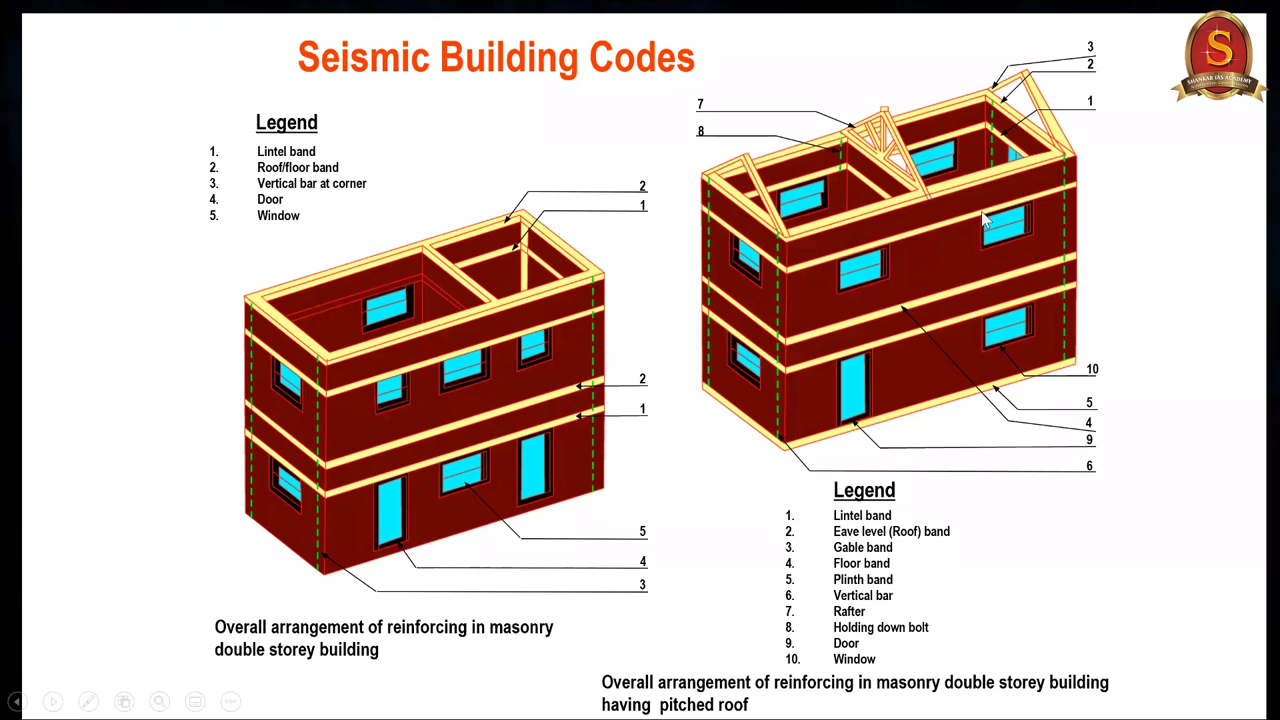 Seismic Building Codes
S
SHANKAR IAS ACADEMY
Legend
1. Lintel band
2. Roof/floor band
3. Vertical bar at corner
4. Door
5. Window
2
1
2
1
5
4
3
Overall arrangement of reinforcing in masonry
double storey building
3
2
1
7
8
10
5
4
9
6
Legend
1. Lintel band
2. Eave level (Roof) band
3. Gable band
4. Floor band
5. Plinth band
6. Vertical bar
7. Rafter
8. Holding down bolt
9. Door
10. Window
Overall arrangement of reinforcing in masonry double storey building
having pitched roof